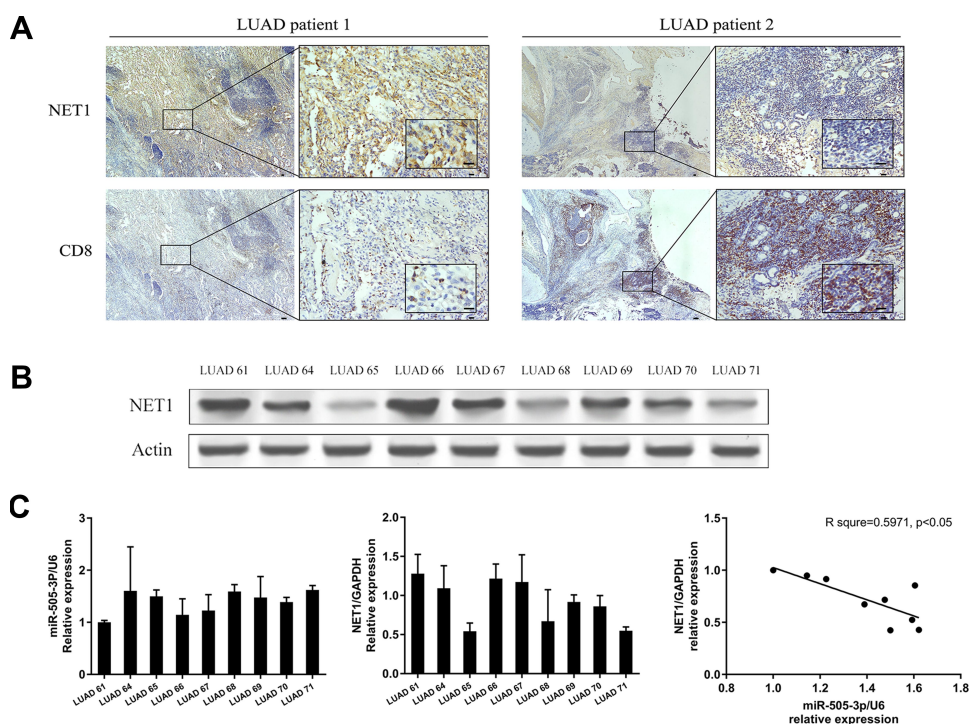 A
LUAD patient 1
LUAD patient 2
NET1
CD8
B
LUAD 61 LUAD 64 LUAD 65 LUAD 66 LUAD 67 LUAD 68 LUAD 69 LUAD 70 LUAD 71
NET1
Actin
C
miR-505-3P/U6
Relative expression
3
2
1
0
LUAD 61 LUAD 64 LUAD 65 LUAD 66 LUAD 67 LUAD 68 LUAD 69 LUAD 70 LUAD 71
NET1/GAPDH
Relative expression
2.0
1.5
1.0
0.5
0.0
LUAD 61 LUAD 64 LUAD 65 LUAD 66 LUAD 67 LUAD 68 LUAD 69 LUAD 70 LUAD 71
R squre=0.5971, p<0.05
NET1/GAPDH
relative expression
1.5
1.0
0.5
0.0
0.8 1.0 1.2 1.4 1.6 1.8
miR-505-3p/U6
relative expression